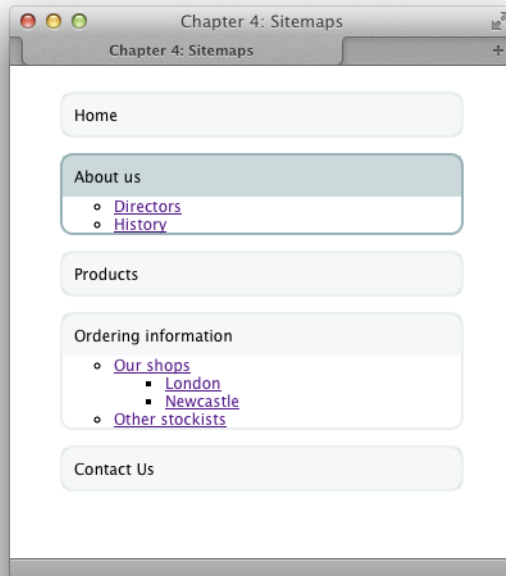 Chapter 4: Sitemaps
Chapter 4: Sitemaps
Home
About us
Directors
History
Products
Ordering information
Our shops
London
Newcastle
Other stockists
Contact Us